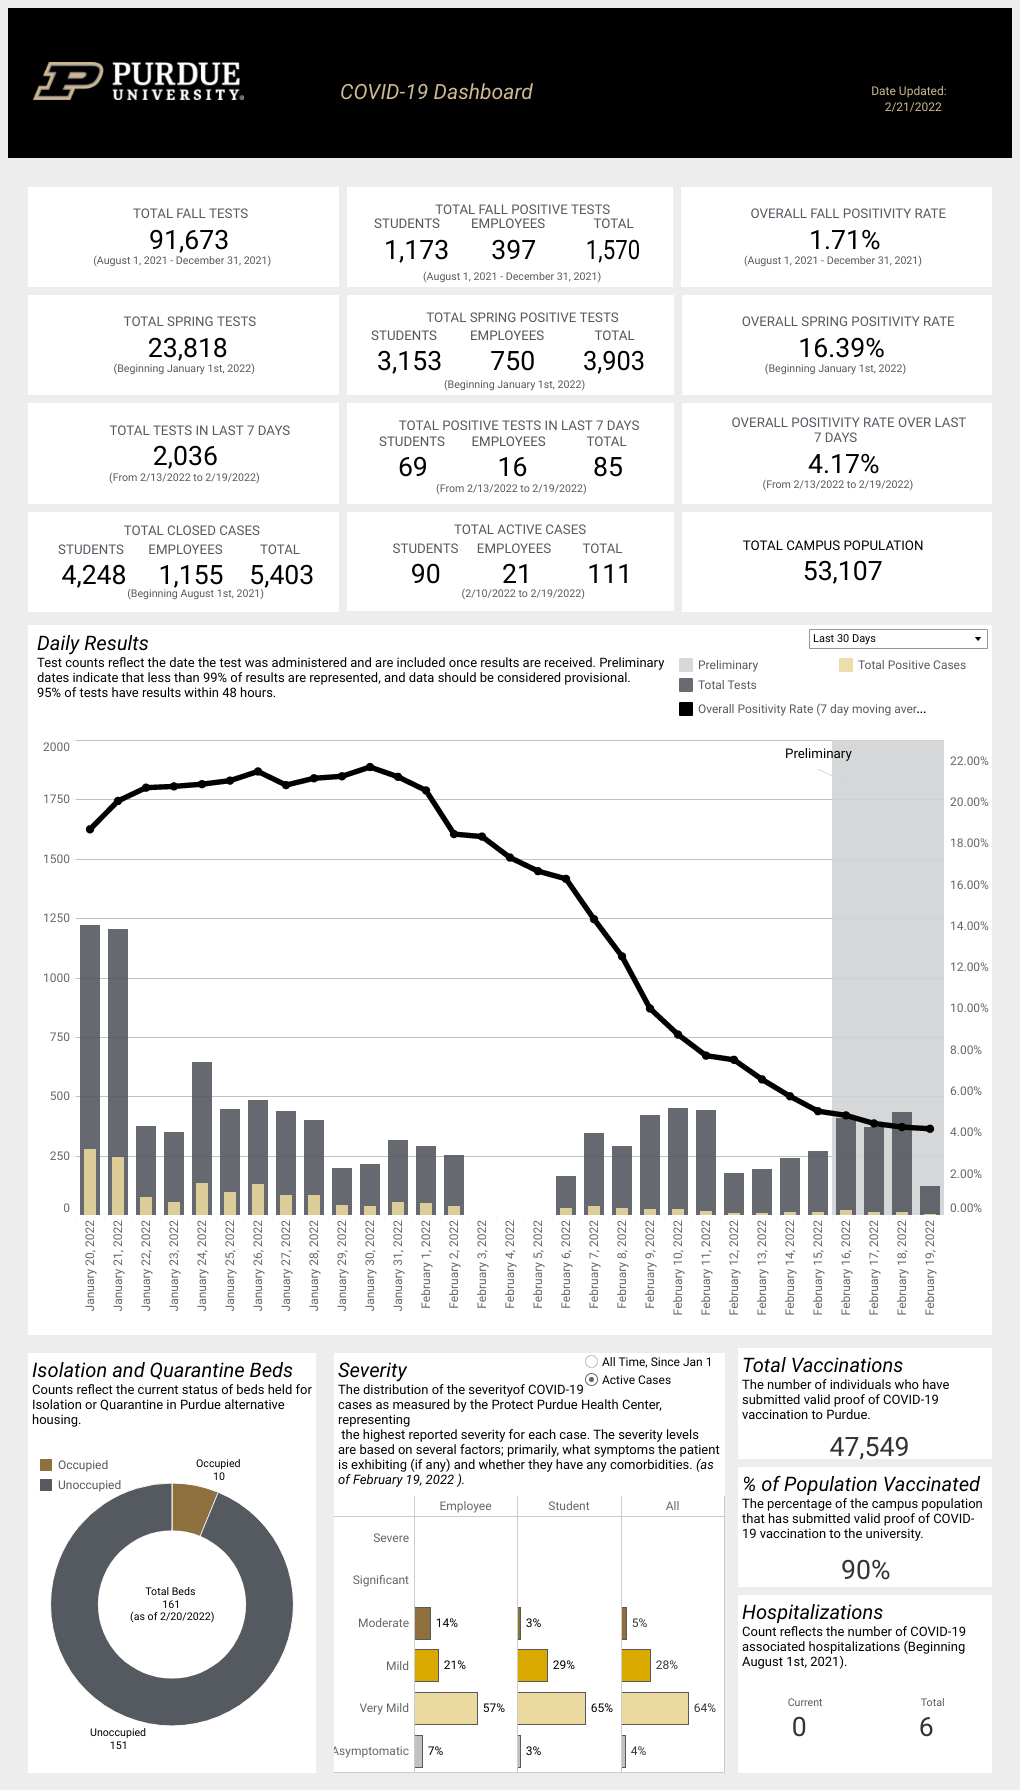 PURDUE
UNIVERSITY®
COVID-19 Dashboard
Date Updated:
2/21/2022
TOTAL FALL TESTS
91,673
(August 1, 2021 - December 31, 2021)
TOTAL FALL POSITIVE TESTS
STUDENTS EMPLOYEES TOTAL
1,173 397 1,570
(August 1, 2021 - December 31, 2021)
OVERALL FALL POSITIVITY RATE
1.71%
(August 1, 2021 - December 31, 2021)
TOTAL SPRING TESTS
23,818
(Beginning January 1st, 2022)
TOTAL SPRING POSITIVE TESTS
STUDENTS EMPLOYEES TOTAL
3,153 750 3,903
(Beginning January 1st, 2022)
OVERALL SPRING POSITIVITY RATE
16.39%
(Beginning January 1st, 2022)
TOTAL TESTS IN LAST 7 DAYS
2,036
(From 2/13/2022 to 2/19/2022)
TOTAL POSITIVE TESTS IN LAST 7 DAYS
STUDENTS EMPLOYEES TOTAL
69 16 85
(From 2/13/2022 to 2/19/2022)
OVERALL POSITIVITY RATE OVER LAST
7 DAYS
4.17%
(From 2/13/2022 to 2/19/2022)
TOTAL CLOSED CASES
STUDENTS EMPLOYEES TOTAL
4,248 1,155 5,403
(Beginning August 1st, 2021)
TOTAL ACTIVE CASES
STUDENTS EMPLOYEES TOTAL
90 21 111
(2/10/2022 to 2/19/2022)
TOTAL CAMPUS POPULATION
53,107
Daily Results
Test counts reflect the date the test was administered and are included once results are received. Preliminary
dates indicate that less than 99% of results are represented, and data should be considered provisional.
95% of tests have results within 48 hours.
Last 30 Days
Preliminary
Total Positive Cases
Total Tests
Overall Positivity Rate (7 day moving aver...
Preliminary
2000
1750
1500
1250
1000
750
500
250
0
22.00%
20.00%
18.00%
16.00%
14.00%
12.00%
10.00%
8.00%
6.00%
4.00%
2.00%
0.00%
January 20, 2022
January 21, 2022
January 22, 2022
January 23, 2022
January 24, 2022
January 25, 2022
January 26, 2022
January 27, 2022
January 28, 2022
January 29, 2022
January 30, 2022
January 31, 2022
February 1, 2022
February 2, 2022
February 3, 2022
February 4, 2022
February 5, 2022
February 6, 2022
February 7, 2022
February 8, 2022
February 9, 2022
February 10, 2022
February 11, 2022
February 12, 2022
February 13, 2022
February 14, 2022
February 15, 2022
February 16, 2022
February 17, 2022
February 18, 2022
February 19, 2022
Isolation and Quarantine Beds
Counts reflect the current status of beds held for
Isolation or Quarantine in Purdue alternative
housing.
Occupied
Unoccupied
Occupied
10
Total Beds
161
(as of 2/20/2022)
Unoccupied
151
Severity
All Time, Since Jan 1
Active Cases
The distribution of the severityof COVID-19
cases as measured by the Protect Purdue Health Center,
representing
the highest reported severity for each case. The severity levels
are based on several factors; primarily, what symptoms the patient
is exhibiting (if any) and whether they have any comorbidities. (as
of February 19, 2022 ).
Employee Student All
Severe
Significant
Moderate 14% 3% 5%
Mild 21% 29% 28%
Very Mild 57% 65% 64%
Asymptomatic 7% 3% 4%
Total Vaccinations
The number of individuals who have
submitted valid proof of COVID-19
vaccination to Purdue.
47,549
% of Population Vaccinated
The percentage of the campus population
that has submitted valid proof of COVID-
19 vaccination to the university.
90%
Hospitalizations
Count reflects the number of COVID-19
associated hospitalizations (Beginning
August 1st, 2021).
Current Total
0 6